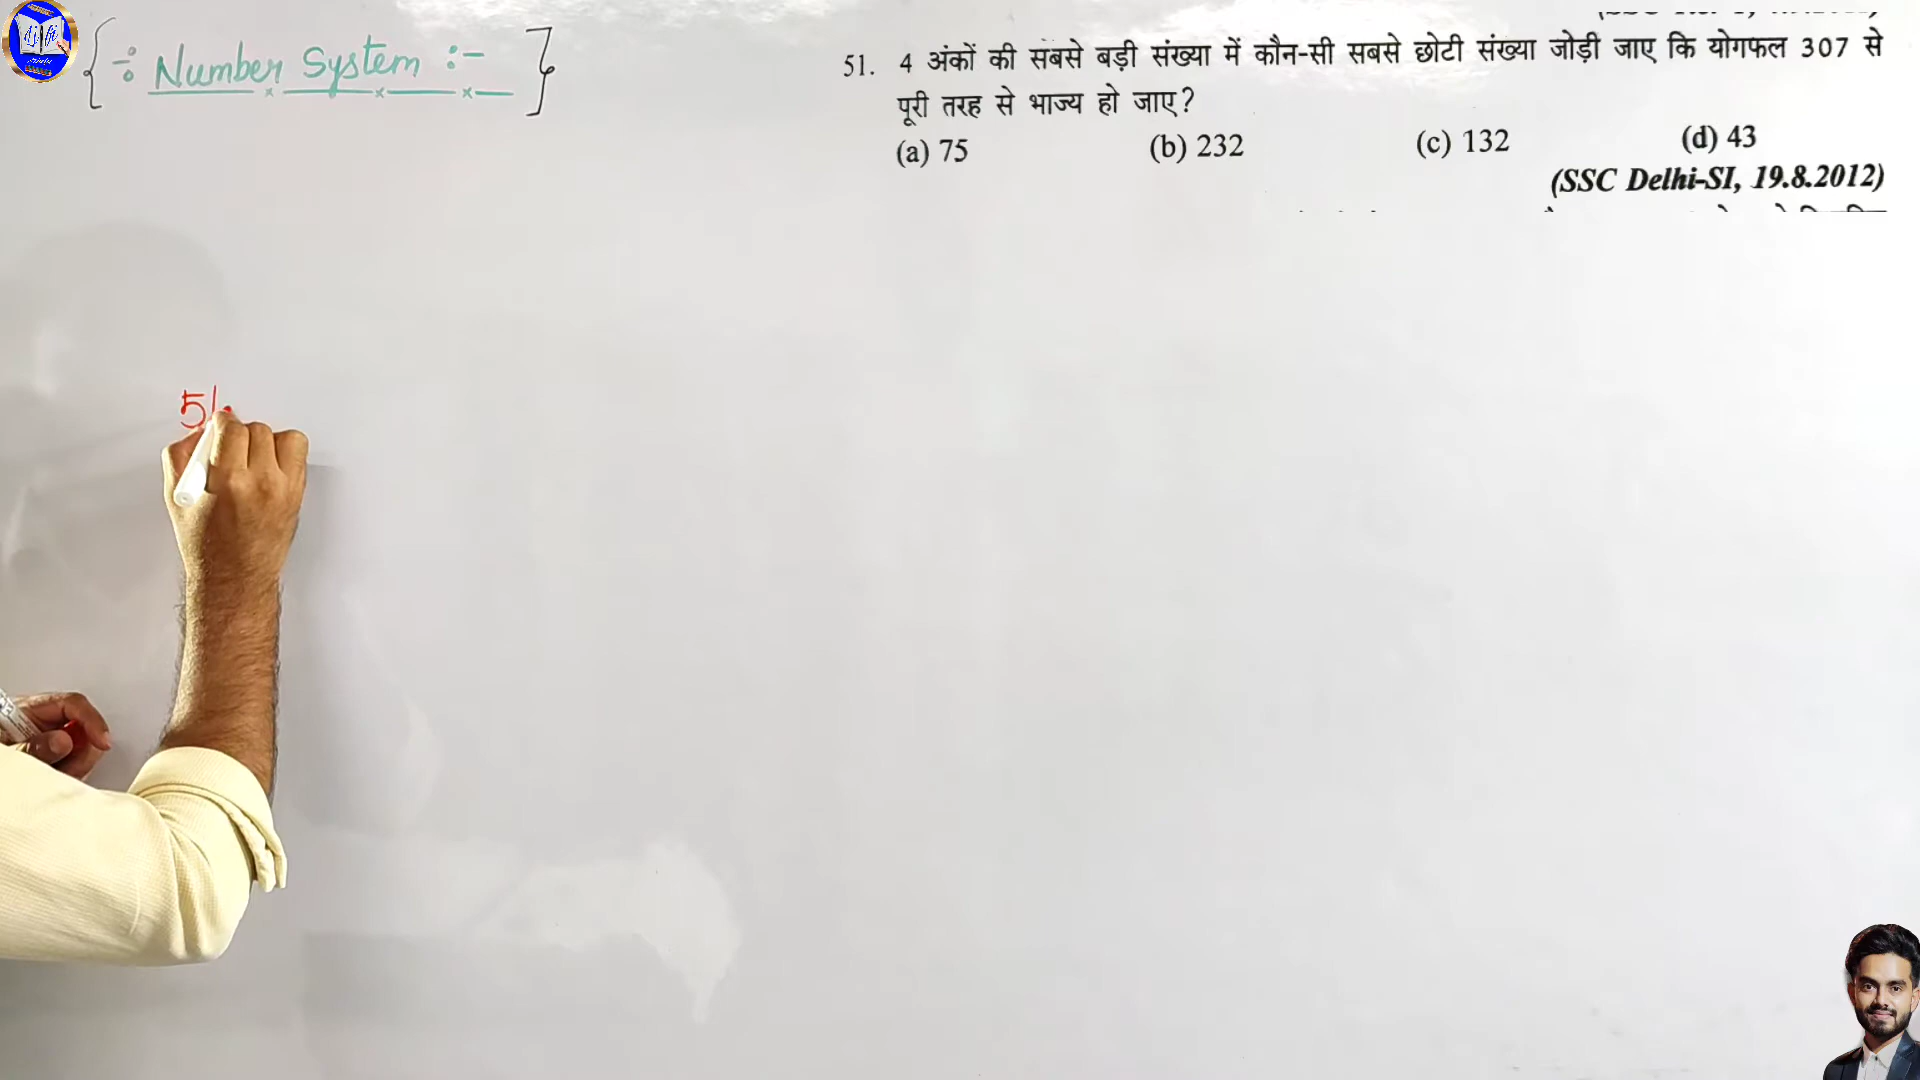 { ÷ Number System :- }
51. 4 अंकों की सबसे बड़ी संख्या में कौन-सी सबसे छोटी संख्या जोड़ी जाए कि योगफल 307 से
पूरी तरह से भाज्य हो जाए?
(a) 75 (b) 232 (c) 132 (d) 43
(SSC Delhi-SI, 19.8.2012)
51.